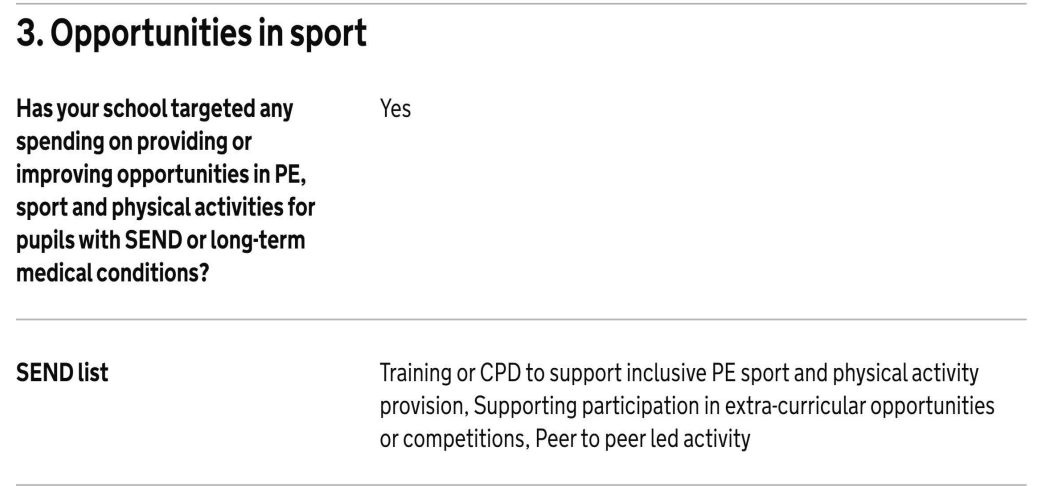 3. Opportunities in sport
Has your school targeted any
spending on providing or
improving opportunities in PE,
sport and physical activities for
pupils with SEND or long-term
medical conditions?
Yes
SEND list
Training or CPD to support inclusive PE sport and physical activity
provision, Supporting participation in extra-curricular opportunities
or competitions, Peer to peer led activity